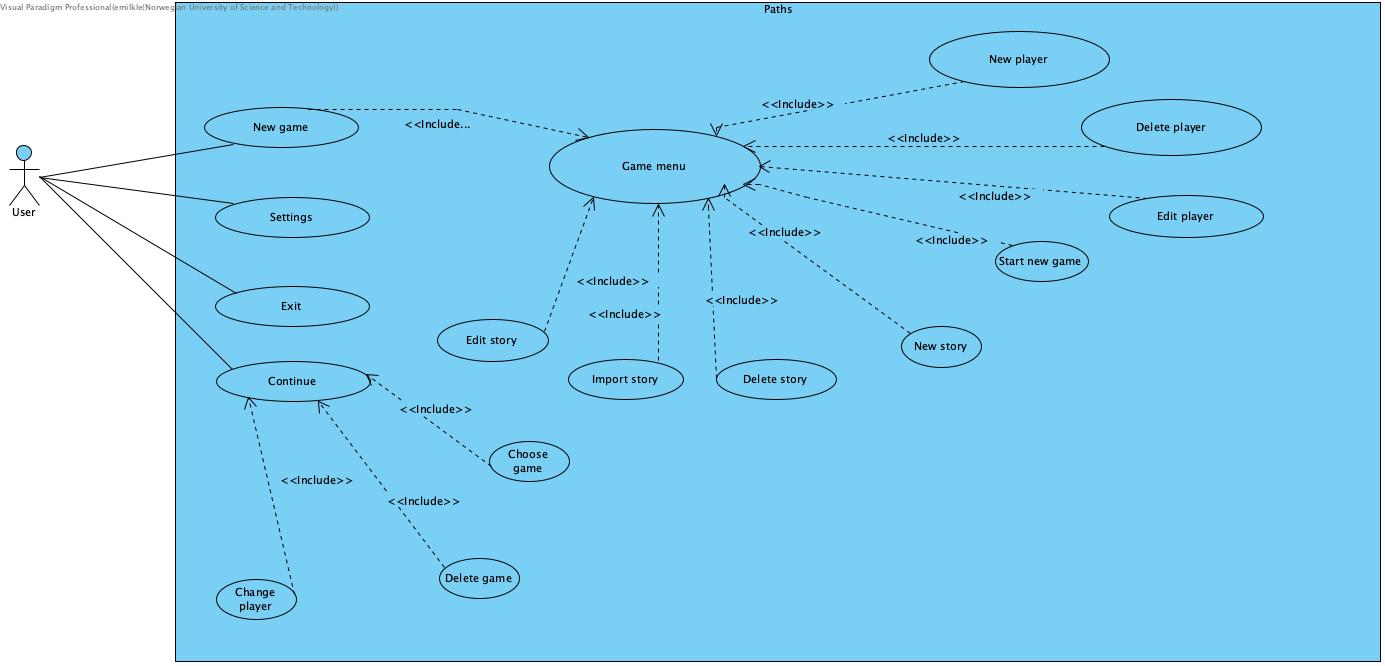 Visual Paradigm Professional(emilkle(Norwegian University of Science and Technology))
Paths
New player
<<Include>>
New game
<<Include...
Delete player
<<Include>>
Game menu
User
Settings
<<Include>>
Edit player
<<Include>>
<<Include>>
Start new game
<<Include>>
<<Include>>
<<Include>>
Exit
Edit story
New story
Import story
Delete story
Continue
<<Include>>
Choose
game
<<Include>>
<<Include>>
Delete game
Change
player